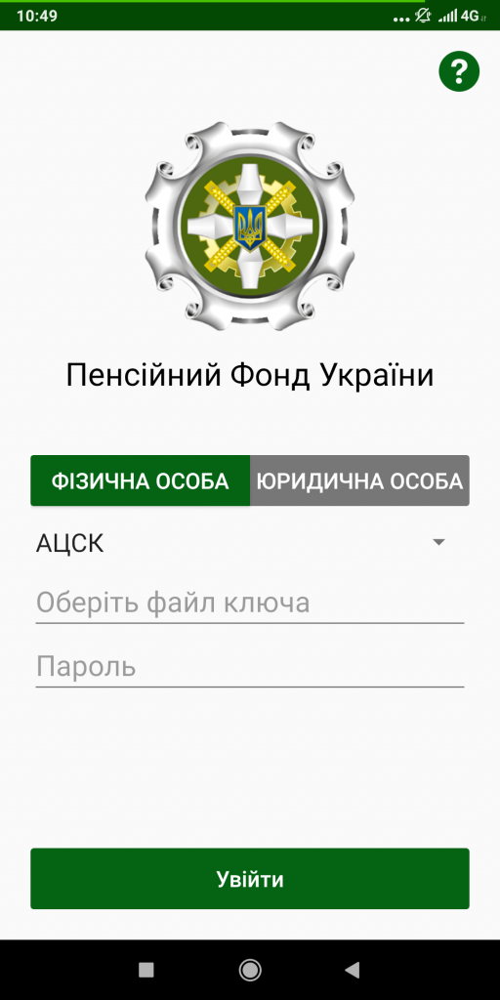 10:49
4G
?
Пенсійний Фонд України
ФІЗИЧНА ОСОБА ЮРИДИЧНА ОСОБА
АЦСК
Оберіть файл ключа
Пароль
Увійти